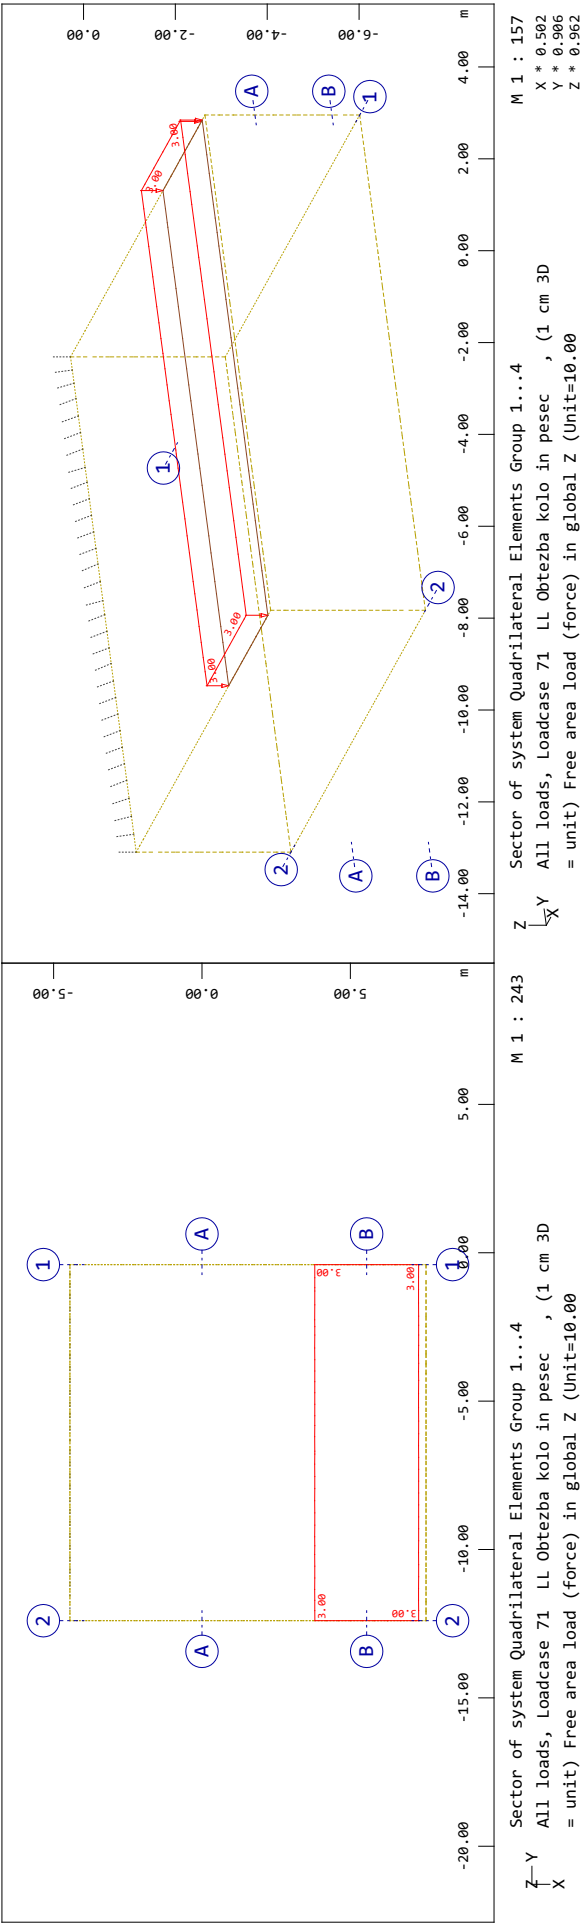 2
1
-5.00
A
A
0.00
3.00
3.00
B
B
5.00
3.00
3.00
2
1
-20.00 -15.00 -10.00 -5.00 0.00 5.00 m
Z Y
X
Sector of system Quadrilateral Elements Group 1...4
M 1 : 243
All loads, Loadcase 71 LL Obtezba kolo in pesec , (1 cm 3D
= unit) Free area load (force) in global Z (Unit=10.00
0.00
3.00
3.00
-2.00
1
3.00
3.00
2
A
-4.00
A
B
-6.00
1
B
2
-14.00 -12.00 -10.00 -8.00 -6.00 -4.00 -2.00 0.00 2.00 4.00 m
Z
Y
X
Sector of system Quadrilateral Elements Group 1...4
M 1 : 157
All loads, Loadcase 71 LL Obtezba kolo in pesec , (1 cm 3D
X * 0.502
= unit) Free area load (force) in global Z (Unit=10.00
Y * 0.906
Z * 0.962